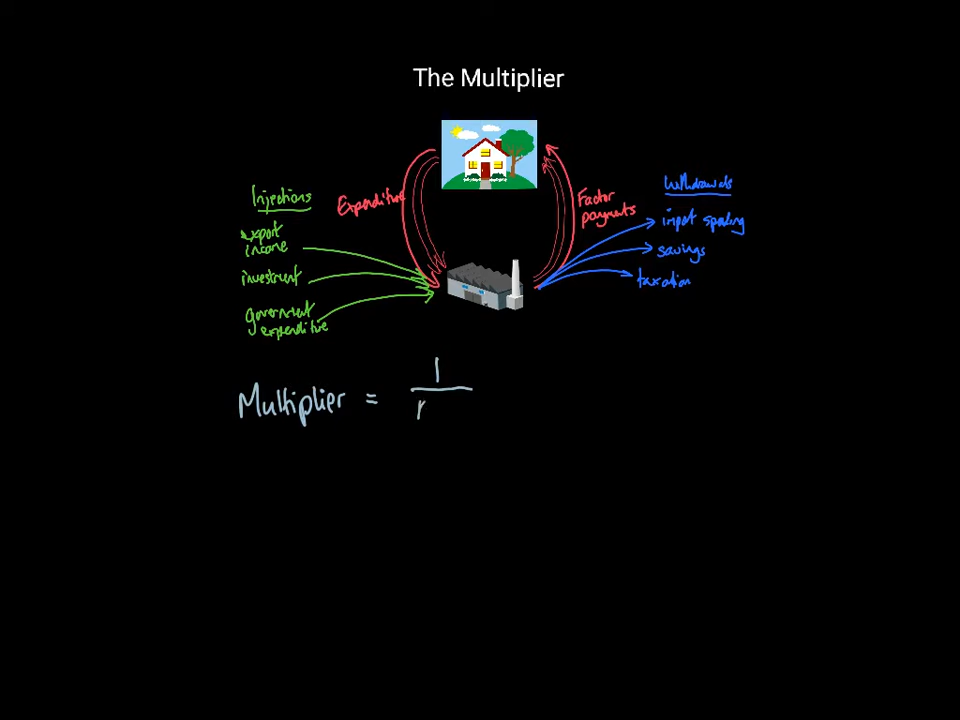 The Multiplier
Injections
export
income
investment
government
expenditure
Expenditure
Factor
payments
withdrawals
import spending
savings
taxation
Multiplier = 1
r